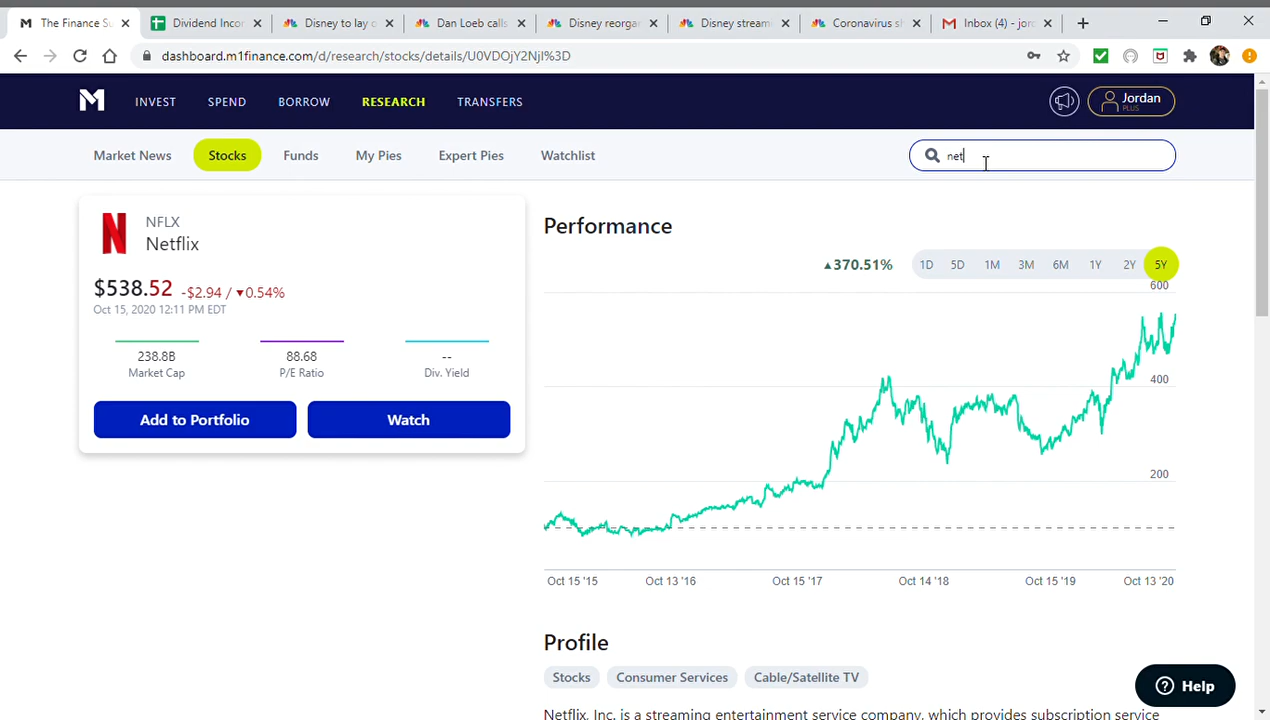 The Finance Su
Dividend Incor
Disney to lay o
Dan Loeb calls
Disney reorga
Disney stream
Coronavirus sh
Inbox (4) - jor
dashboard.m1finance.com/d/research/stocks/details/U0VDOjY2NjI%3D
INVEST SPEND BORROW RESEARCH TRANSFERS
Jordan
PLUS
Market News Stocks Funds My Pies Expert Pies Watchlist
net
NFLX
Netflix
$538.52 -$2.94 / ▼0.54%
Oct 15, 2020 12:11 PM EDT
238.8B 88.68 --
Market Cap P/E Ratio Div. Yield
Add to Portfolio Watch
Performance
▲370.51% 1D 5D 1M 3M 6M 1Y 2Y 5Y
600
400
200
Oct 15 '15 Oct 13 '16 Oct 15 '17 Oct 14 '18 Oct 15 '19 Oct 13 '20
Profile
Stocks Consumer Services Cable/Satellite TV
Netflix, Inc. is a streaming entertainment service company, which provides subscription service
Help